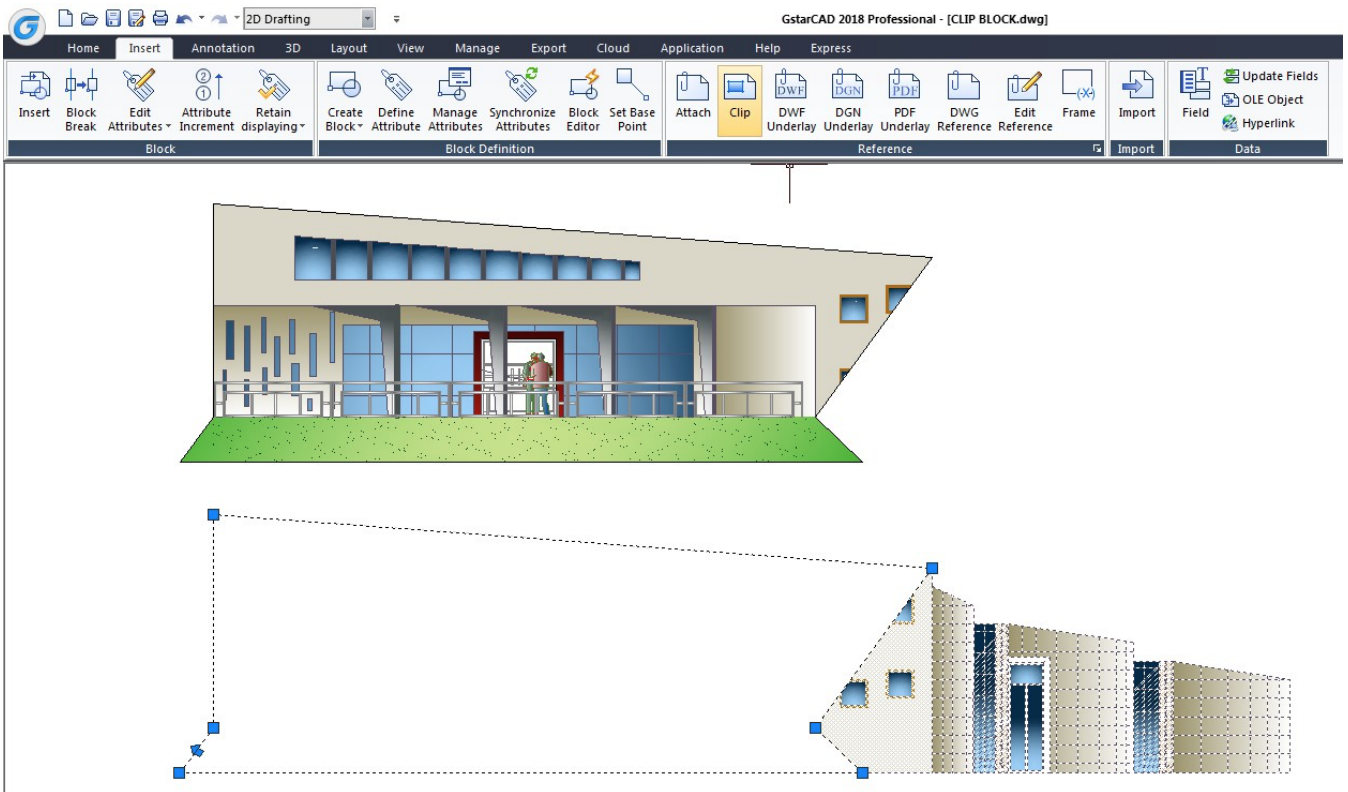 2D Drafting
GstarCAD 2018 Professional - [CLIP BLOCK.dwg]
Home Insert Annotation 3D Layout View Manage Export Cloud Application Help Express
Insert
Block Break
Edit Attributes
Attribute Increment
Retain displaying
Block
Create Block
Define Attribute
Manage Attributes
Synchronize Attributes
Block Editor
Set Base Point
Block Definition
Attach
Clip
DWF
DWF Underlay
DGN
DGN Underlay
PDF
PDF Underlay
DWG Reference
Edit Reference
(-X)
Frame
Reference
Import
Import
Field
Update Fields
OLE Object
Hyperlink
Data